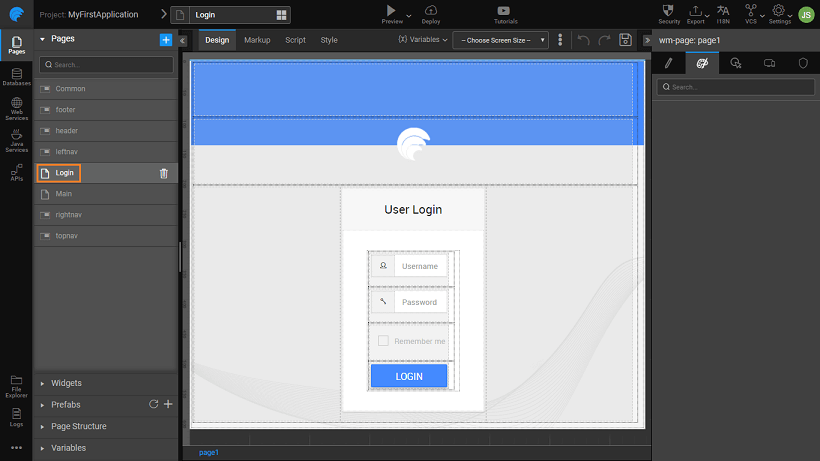 Project: MyFirstApplication
Login
Preview
Deploy
Tutorials
Security
Export
I18N
VCS
Settings
JS
Pages
Databases
Web
Services
Java
Services
APIs
File
Explorer
Logs
Pages
Search...
Common
footer
header
leftnav
Login
Main
rightnav
topnav
Widgets
Prefabs
Page Structure
Variables
Design
Markup
Script
Style
{x} Variables
-- Choose Screen Size --
User Login
Username
Password
Remember me
LOGIN
page1
wm-page: page1
Search...